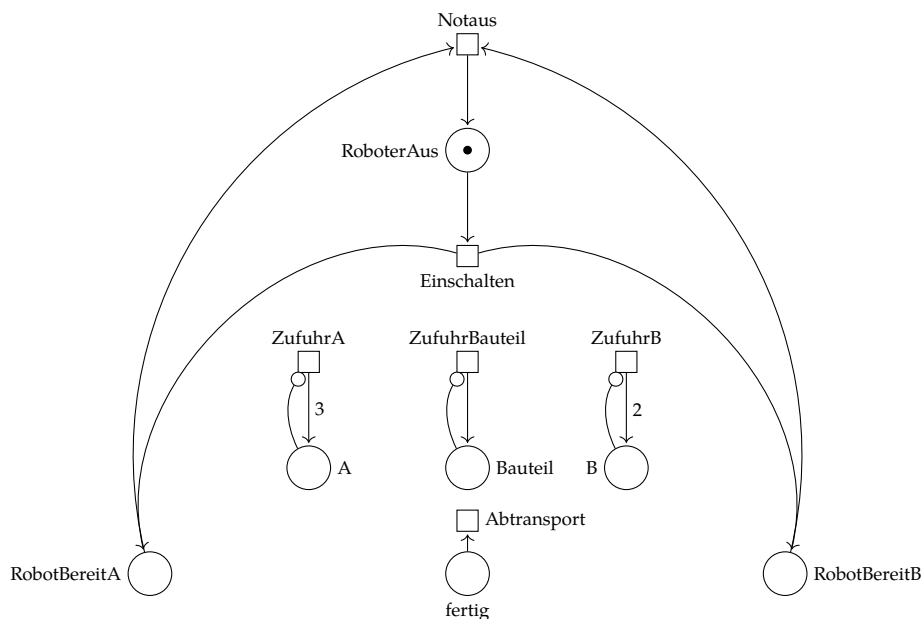 Notaus
RoboterAus
Einschalten
ZufuhrA
ZufuhrBauteil
ZufuhrB
3
2
A
Bauteil
B
Abtransport
RobotBereitA
RobotBereitB
fertig